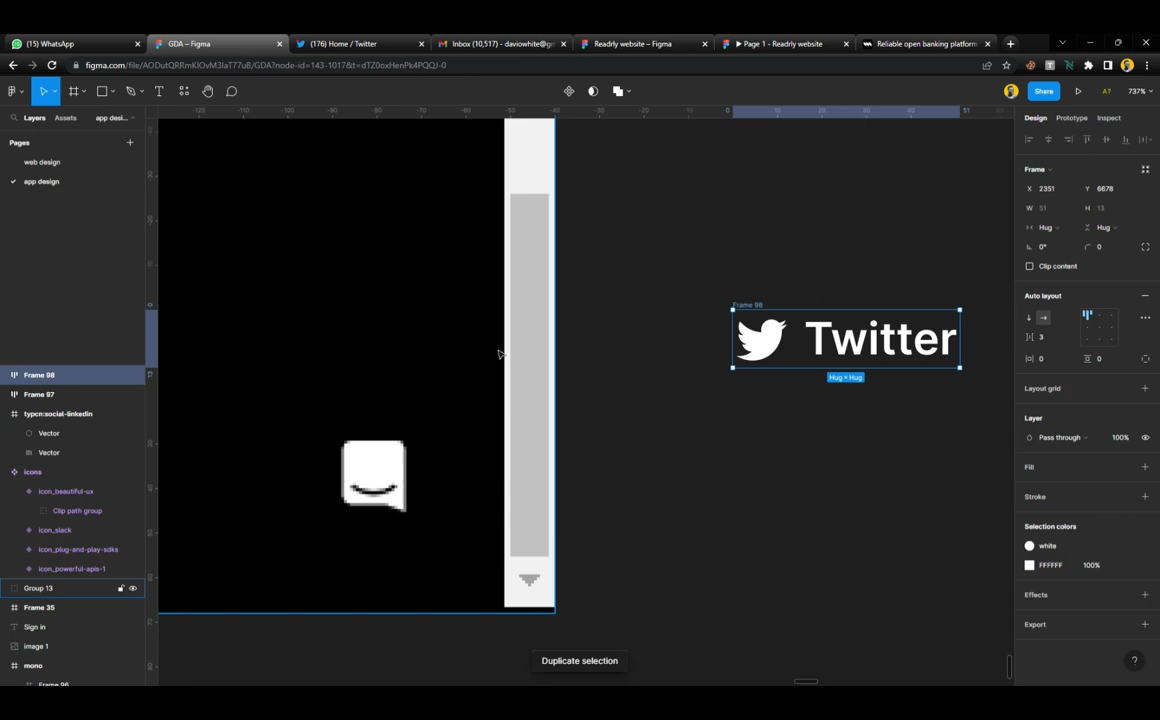 (15) WhatsApp
GDA – Figma
(176) Home / Twitter
Inbox (10,517) - daviowhite@gm
Readrly website – Figma
Page 1 - Readrly website
Reliable open banking platform
figma.com/file/AODutQRRmKIOvM3IaT77u8/GDA?node-id=143-1017&t=dTZ0oxHenPk4PQQJ-0
Share
A?
737%
Layers
Assets
app desi...
Design
Prototype
Inspect
Pages
web design
app design
Frame
X 2351
Y 6678
W 51
H 13
Hug
Hug
0°
0
Clip content
Auto layout
3
0
0
Layout grid
Layer
Pass through
100%
Fill
Stroke
Selection colors
white
FFFFFF 100%
Effects
Export
Frame 98
Twitter
Hug × Hug
Frame 98
Frame 97
typcn:social-linkedin
Vector
Vector
icons
icon_beautiful-ux
Clip path group
icon_slack
icon_plug-and-play-sdks
icon_powerful-apis-1
Group 13
Frame 35
Sign in
image 1
mono
Frame 96
Duplicate selection
?